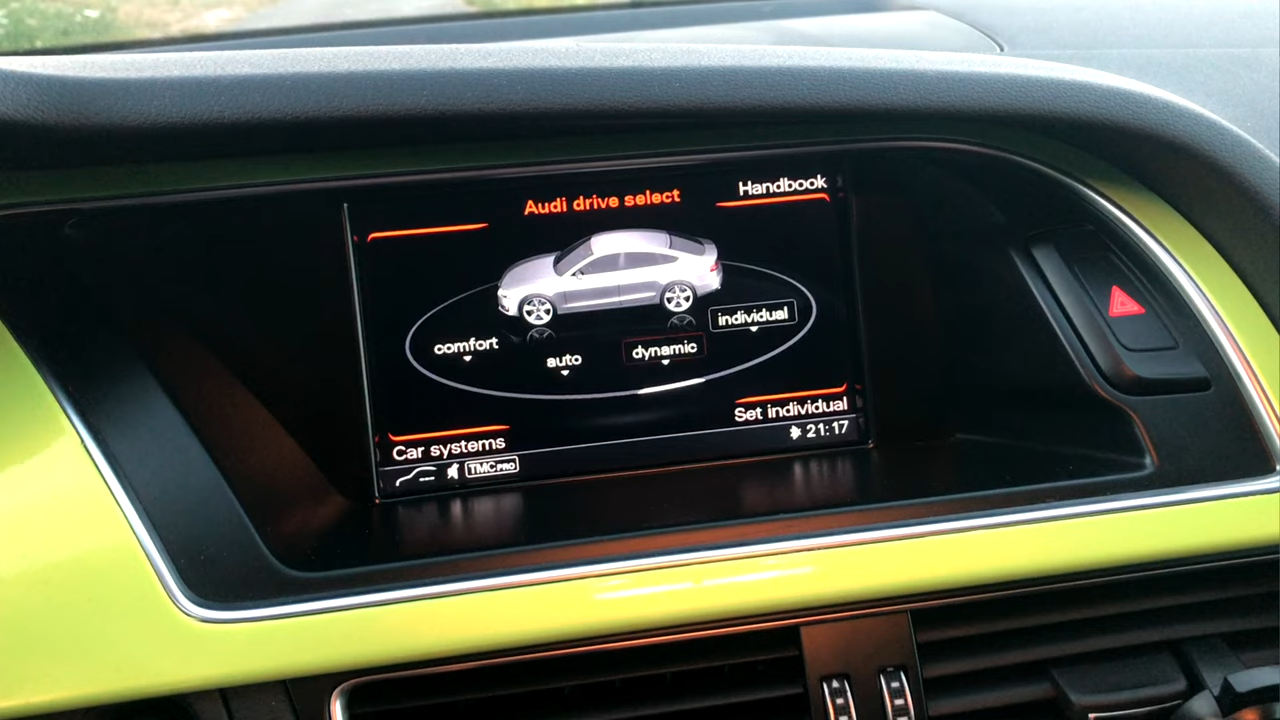 Audi drive select
Handbook
comfort
auto
dynamic
individual
Set individual
Car systems
TMC PRO
21:17